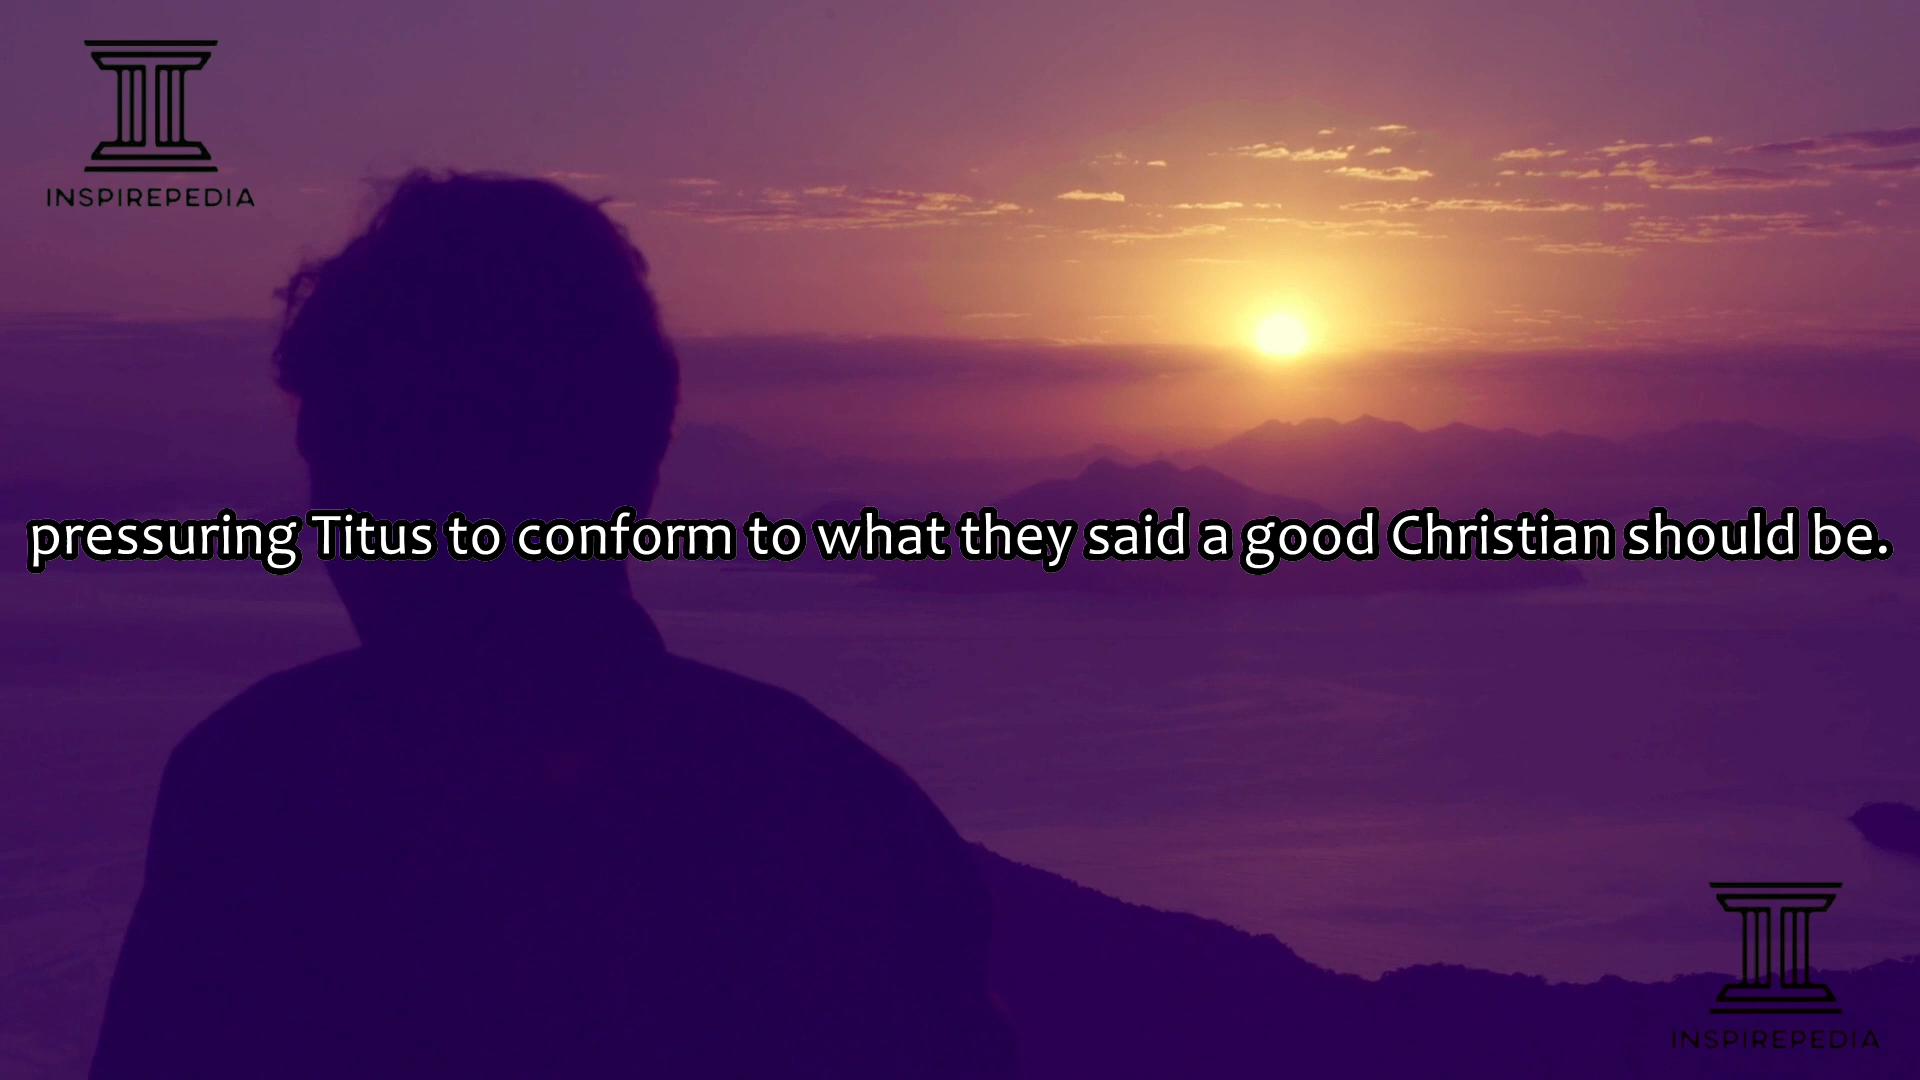 INSPIREPEDIA
pressuring Titus to conform to what they said a good Christian should be.
INSPIREPEDIA